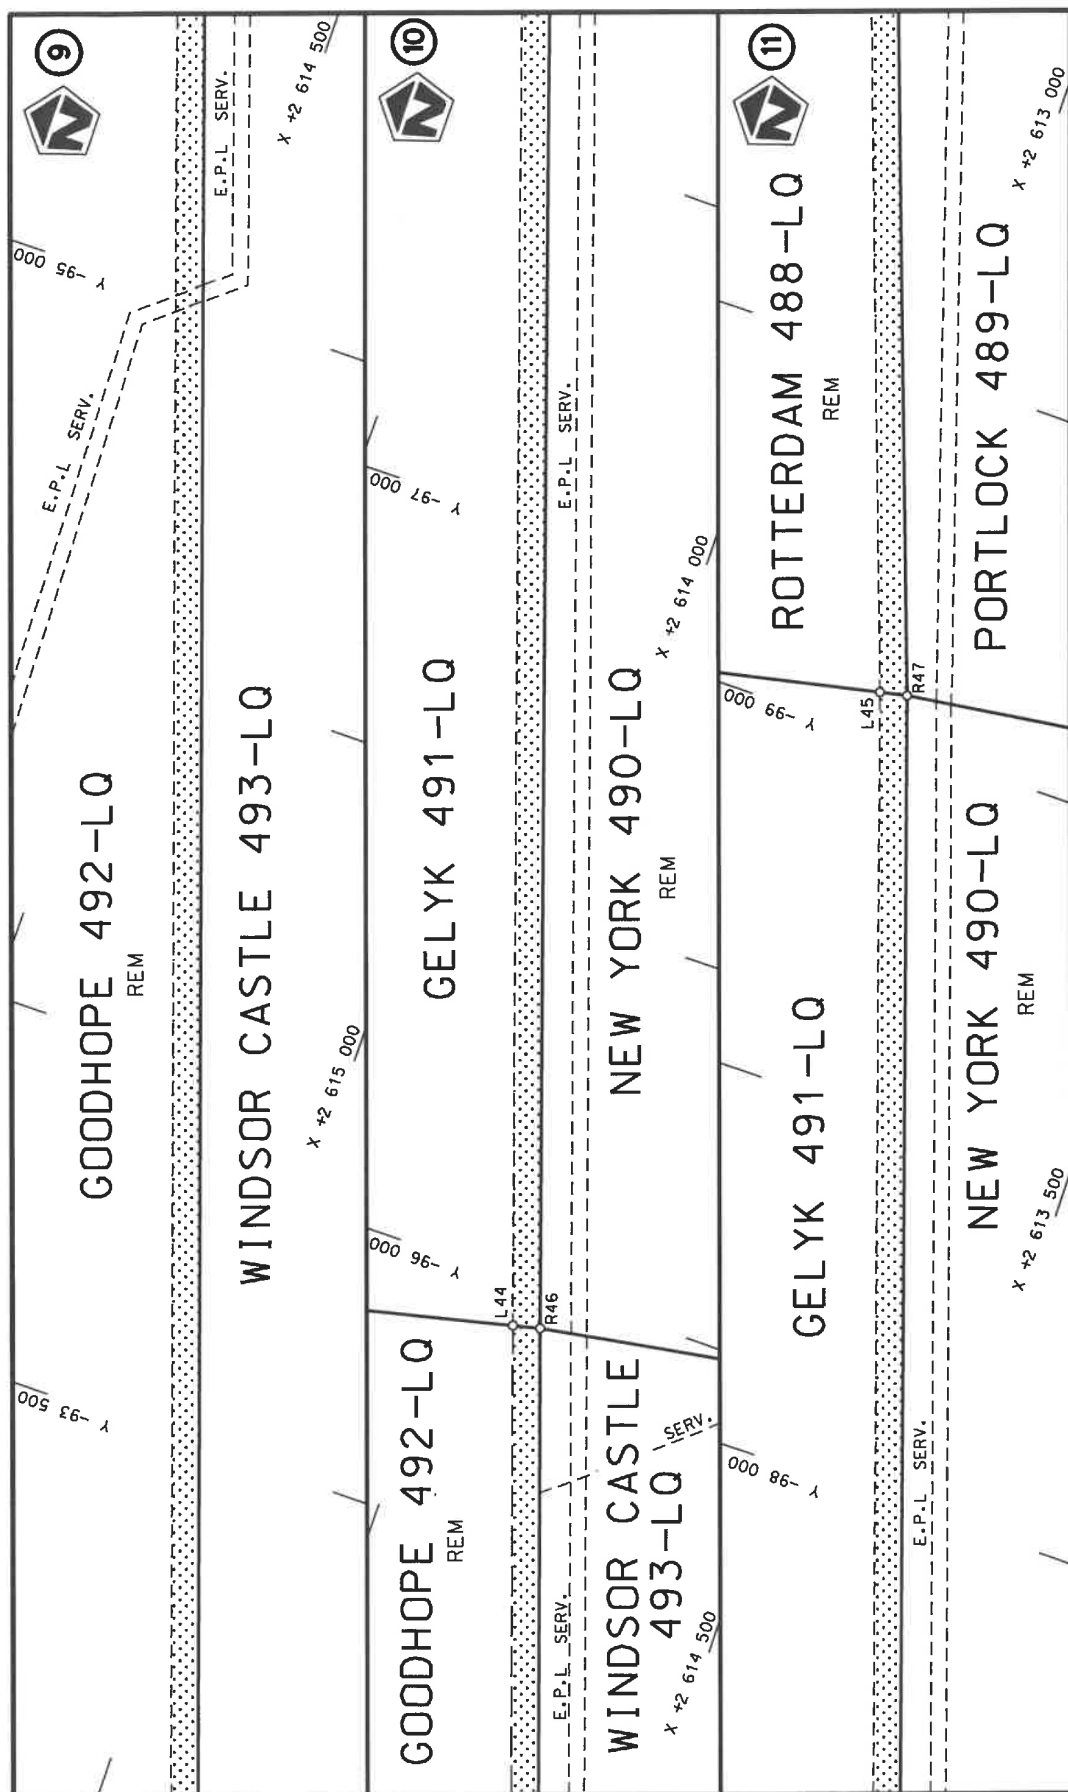 9
N
Y -93 500
Y -95 000
E.P.L SERV.
E.P.L SERV.
GOODHOPE 492-LQ
REM
WINDSOR CASTLE 493-LQ
X +2 615 000
X +2 614 500
10
N
Y -96 000
Y -97 000
GOODHOPE 492-LQ
REM
GELYK 491-LQ
L44
R46
E.P.L SERV.
E.P.L SERV.
SERV.
WINDSOR CASTLE
493-LQ
NEW YORK 490-LQ
REM
X +2 614 500
X +2 614 000
11
N
Y -98 000
Y -99 000
GELYK 491-LQ
ROTTERDAM 488-LQ
REM
L45
R47
E.P.L SERV.
NEW YORK 490-LQ
REM
PORTLOCK 489-LQ
X +2 613 500
X +2 613 000